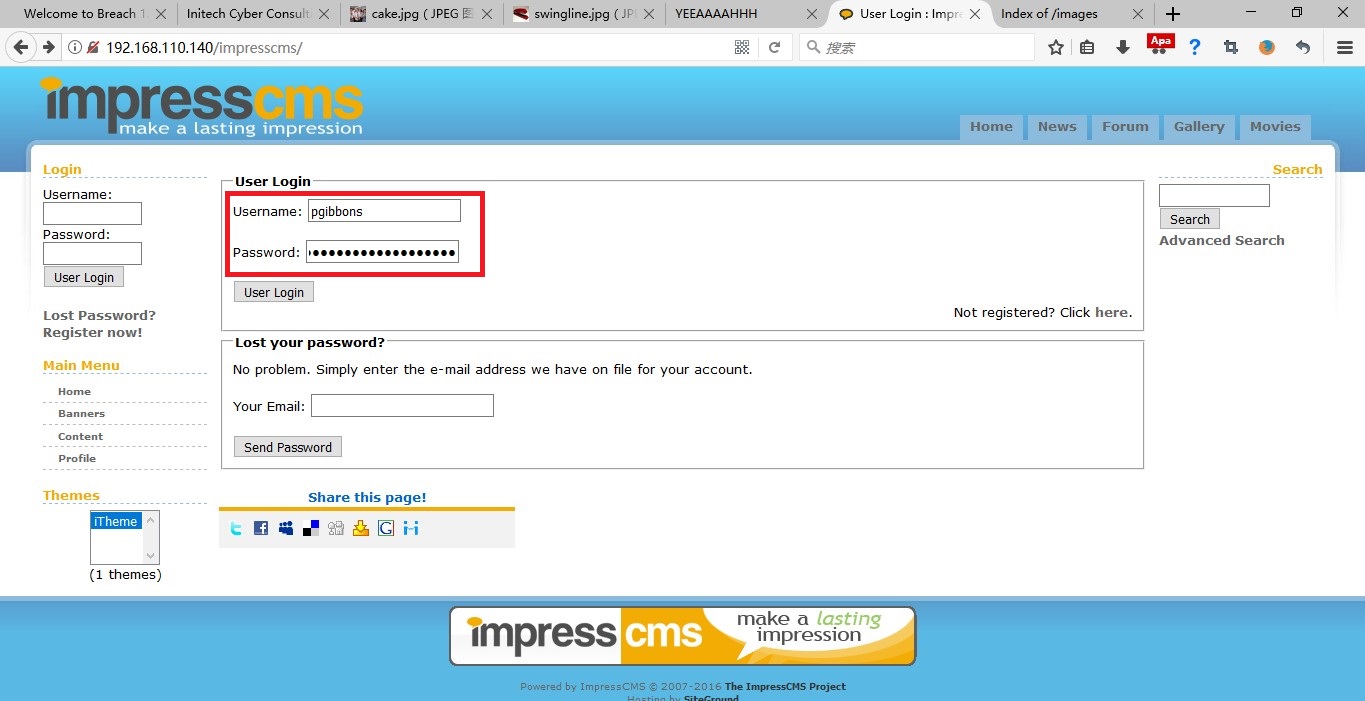 Welcome to Breach 1.
Initech Cyber Consulti
cake.jpg ( JPEG 图
swingline.jpg ( JPE
YEEAAAAHHH
User Login : Impre
Index of /images
192.168.110.140/impresscms/
搜索
Apa
impresscms
make a lasting impression
Home News Forum Gallery Movies
Login
Username:
Password:
User Login
Lost Password?
Register now!
Main Menu
Home
Banners
Content
Profile
Themes
iTheme
(1 themes)
User Login
Username: pgibbons
Password: ••••••••••••••••••
User Login
Not registered? Click here.
Lost your password?
No problem. Simply enter the e-mail address we have on file for your account.
Your Email:
Send Password
Share this page!
Search
Search
Advanced Search
impresscms
make a lasting
impression
Powered by ImpressCMS © 2007-2016 The ImpressCMS Project
Hosting by SiteGround